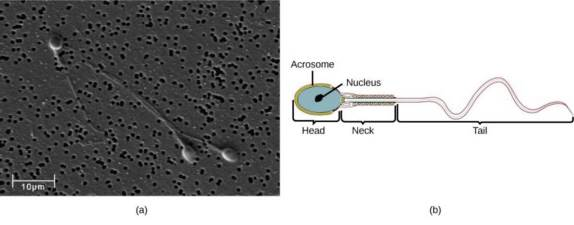 Acrosome
Nucleus
Head
Neck
Tail
10µm
(a)
(b)